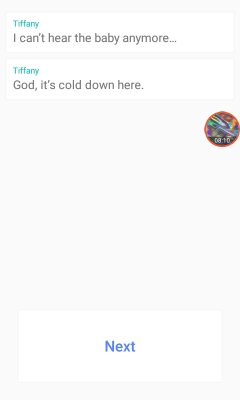 Tiffany
I can't hear the baby anymore...
Tiffany
God, it's cold down here.
08:10
Next